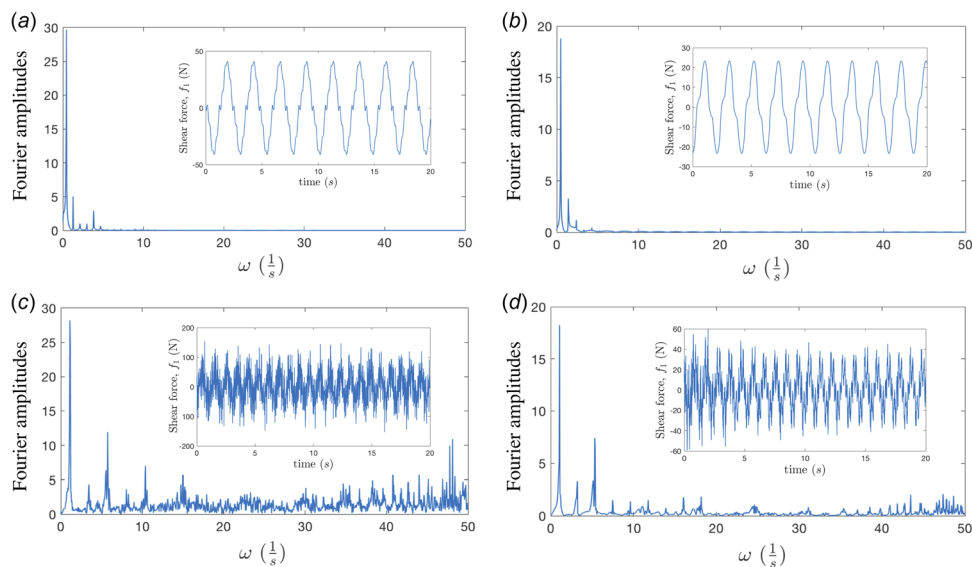 (a)
Fourier amplitudes
30
25
20
15
10
5
0
0 10 20 30 40 50
ω (1/s)
Shear force, f₁ (N)
50
0
-50
0 5 10 15 20
time (s)
(b)
Fourier amplitudes
20
15
10
5
0
0 10 20 30 40 50
ω (1/s)
Shear force, f₁ (N)
30
20
10
0
-10
-20
-30
0 5 10 15 20
time (s)
(c)
Fourier amplitudes
30
25
20
15
10
5
0
0 10 20 30 40 50
ω (1/s)
Shear force, f₁ (N)
200
100
0
-100
-200
0 5 10 15 20
time (s)
(d)
Fourier amplitudes
20
15
10
5
0
0 10 20 30 40 50
ω (1/s)
Shear force, f₁ (N)
60
40
20
0
-20
-40
-60
0 5 10 15 20
time (s)